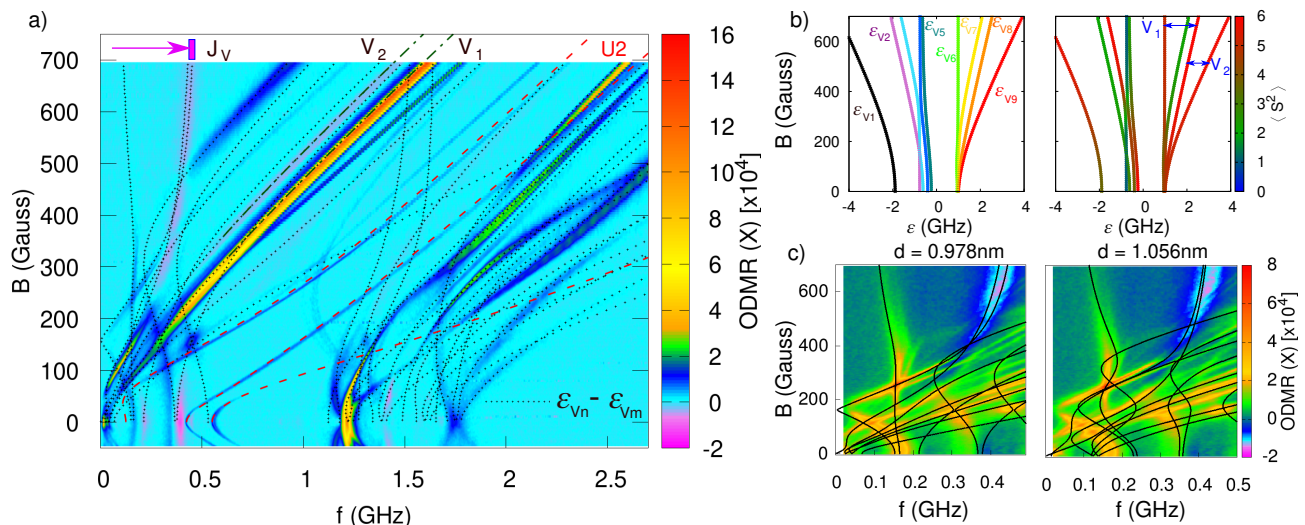 a)
J_V
V_2
V_1
U2
B (Gauss)
700
600
500
400
300
200
100
0
ε_Vn - ε_Vm
0 0.5 1 1.5 2 2.5
f (GHz)
16
14
12
10
8
6
4
2
0
-2
ODMR (X) [x10^4]
b)
B (Gauss)
600
400
200
0
ε_V1
ε_V2
ε_V5
ε_V6
ε_V7
ε_V8
ε_V9
-4 -2 0 2 4
ε (GHz)
V_1
V_2
-4 -2 0 2 4
ε (GHz)
6
5
4
3
2
1
0
⟨ S^2 ⟩
c)
d = 0.978nm
d = 1.056nm
B (Gauss)
600
400
200
0
0 0.1 0.2 0.3 0.4
f (GHz)
0 0.1 0.2 0.3 0.4 0.5
f (GHz)
8
6
4
2
0
-2
ODMR (X) [x10^4]